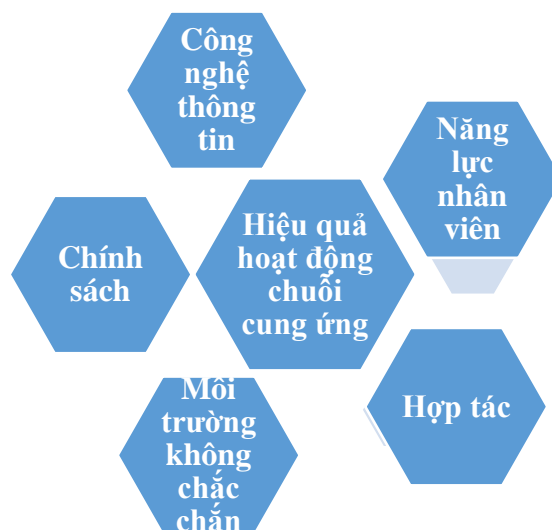 Công
nghệ
thông
tin
Năng
lực
nhân
viên
Hiệu quả
hoạt động
chuỗi
cung ứng
Chính
sách
Hợp tác
Môi
trường
không
chắc
chắn